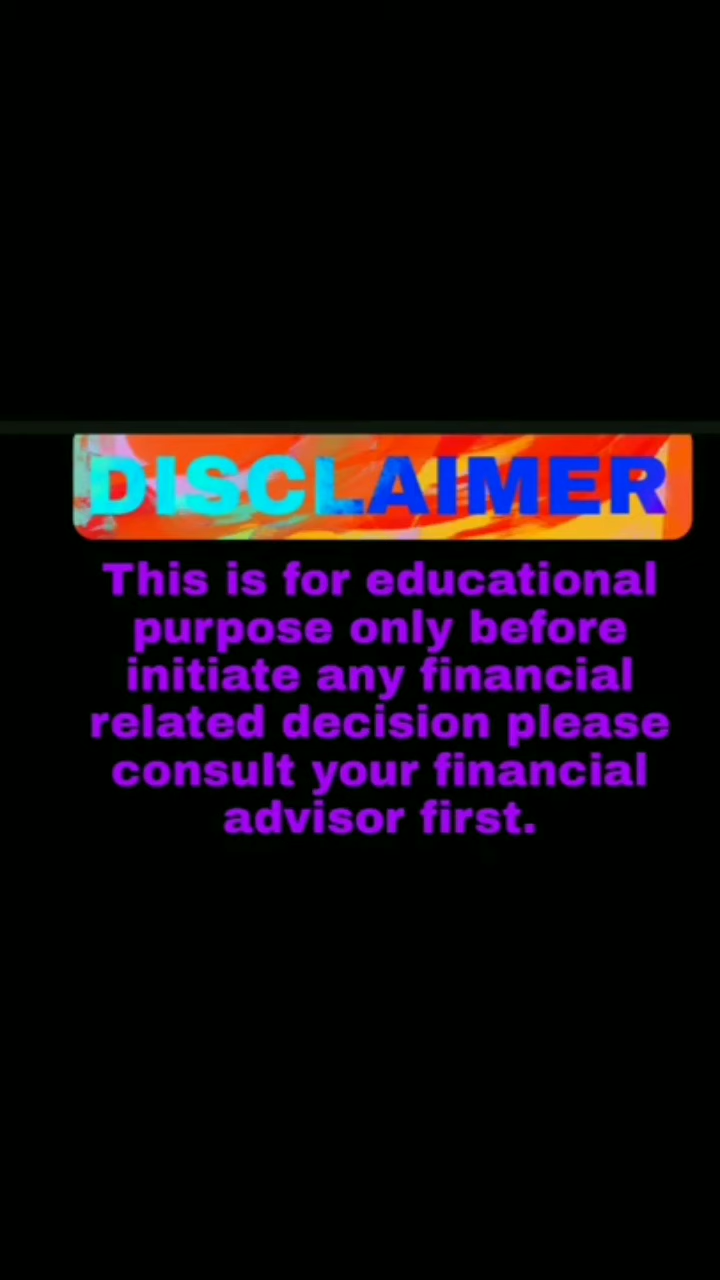 DISCLAIMER
This is for educational
purpose only before
initiate any financial
related decision please
consult your financial
advisor first.